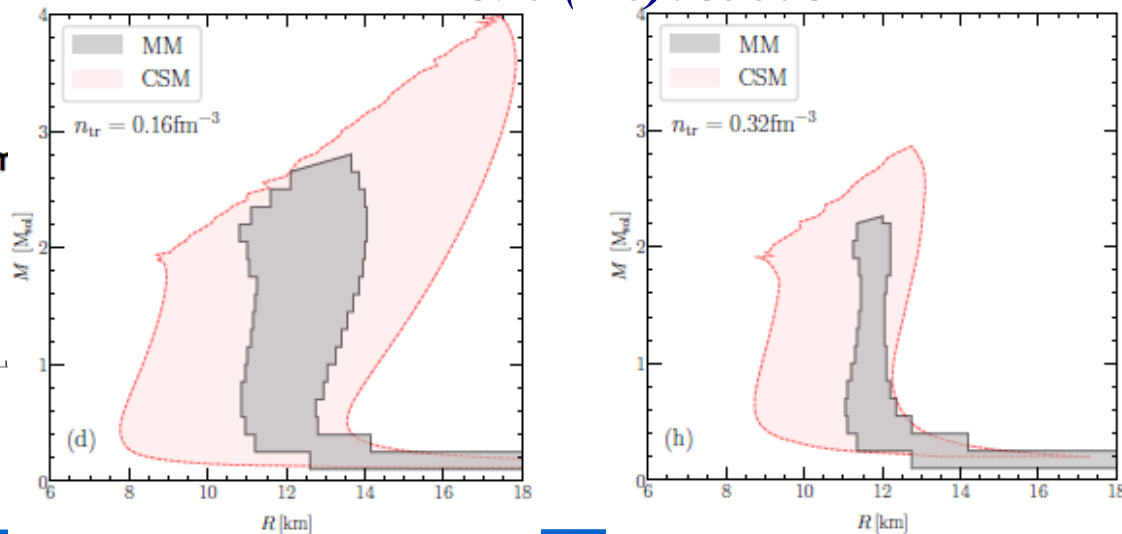 4
MM
CSM
n_tr = 0.16fm⁻³
3
2
1
0
M [M_sol]
(d)
6 8 10 12 14 16 18
R [km]
4
MM
CSM
n_tr = 0.32fm⁻³
3
2
1
0
M [M_sol]
(h)
6 8 10 12 14 16 18
R [km]